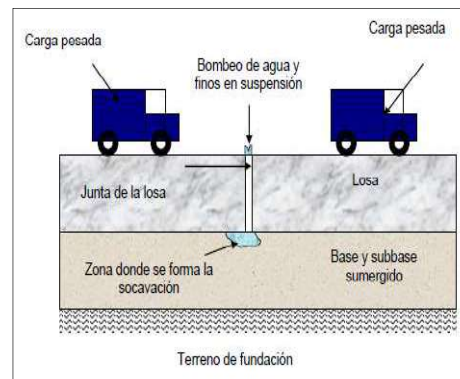 Carga pesada
Carga pesada
Bombeo de agua y
finos en suspensión
Junta de la losa
Losa
Zona donde se forma la
socavación
Base y subbase
sumergido
Terreno de fundación